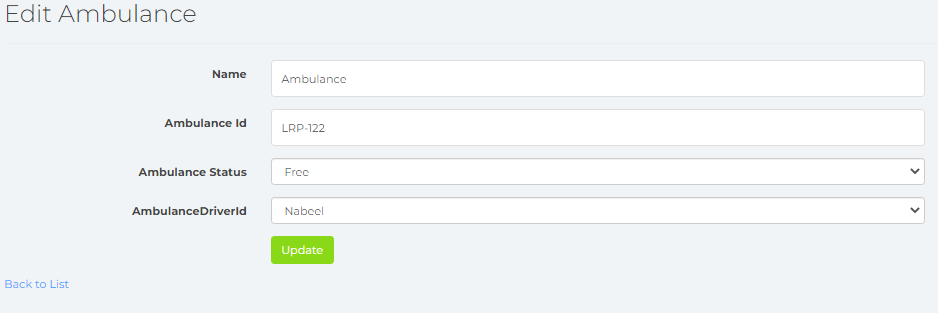 Edit Ambulance
Name Ambulance
Ambulance Id LRP-122
Ambulance Status Free
AmbulanceDriverId Nabeel
Update
Back to List